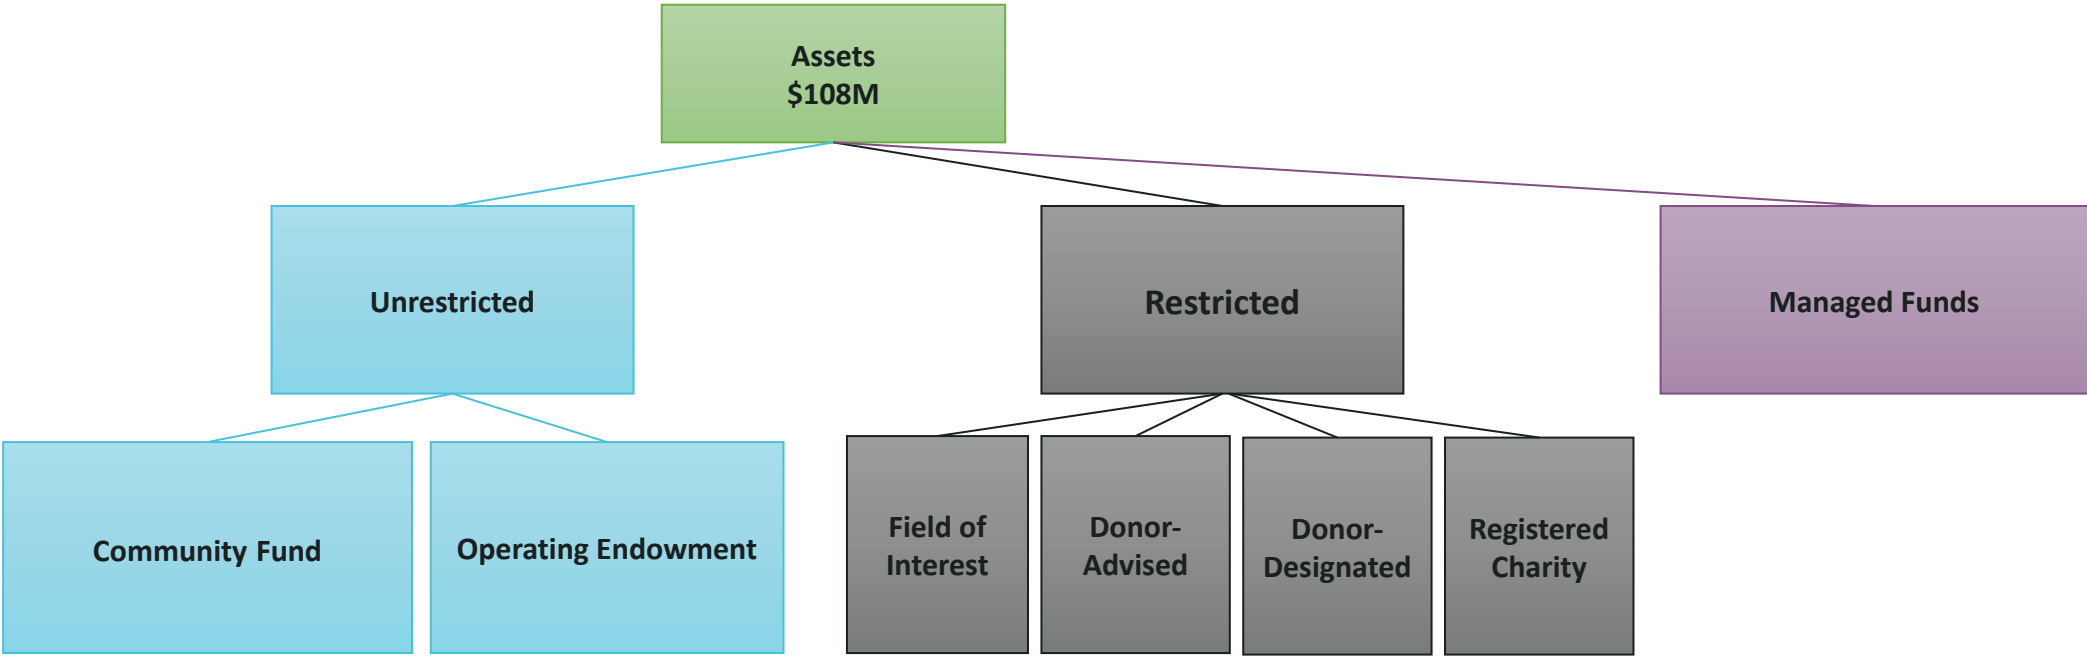 Assets
$108M
Unrestricted
Restricted
Managed Funds
Community Fund
Operating Endowment
Field of
Interest
Donor-
Advised
Donor-
Designated
Registered
Charity